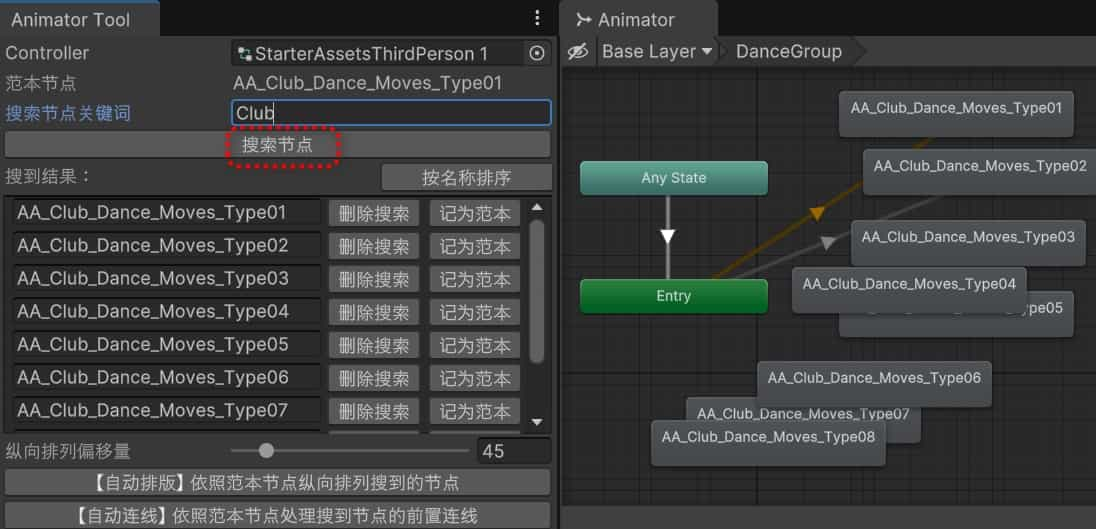 Animator Tool
Controller
StarterAssetsThirdPerson 1
范本节点
AA_Club_Dance_Moves_Type01
搜索节点关键词
Club
搜索节点
搜到结果：
按名称排序
AA_Club_Dance_Moves_Type01 删除搜索 记为范本
AA_Club_Dance_Moves_Type02 删除搜索 记为范本
AA_Club_Dance_Moves_Type03 删除搜索 记为范本
AA_Club_Dance_Moves_Type04 删除搜索 记为范本
AA_Club_Dance_Moves_Type05 删除搜索 记为范本
AA_Club_Dance_Moves_Type06 删除搜索 记为范本
AA_Club_Dance_Moves_Type07 删除搜索 记为范本
纵向排列偏移量
45
【自动排版】依照范本节点纵向排列搜到的节点
【自动连线】依照范本节点处理搜到节点的前置连线
Animator
Base Layer
DanceGroup
AA_Club_Dance_Moves_Type01
AA_Club_Dance_Moves_Type02
Any State
AA_Club_Dance_Moves_Type03
AA_Club_Dance_Moves_Type04
Entry
ype05
AA_Club_Dance_Moves_Type06
AA_Club_Dance_Moves_Type07
AA_Club_Dance_Moves_Type08